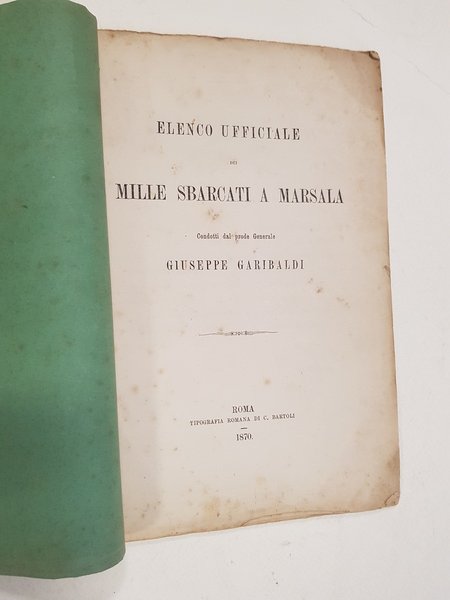 ELENCO UFFICIALE
DEI
MILLE SBARCATI A MARSALA
Condotti dal prode Generale
GIUSEPPE GARIBALDI
ROMA
TIPOGRAFIA ROMANA DI C. BARTOLI
1870.